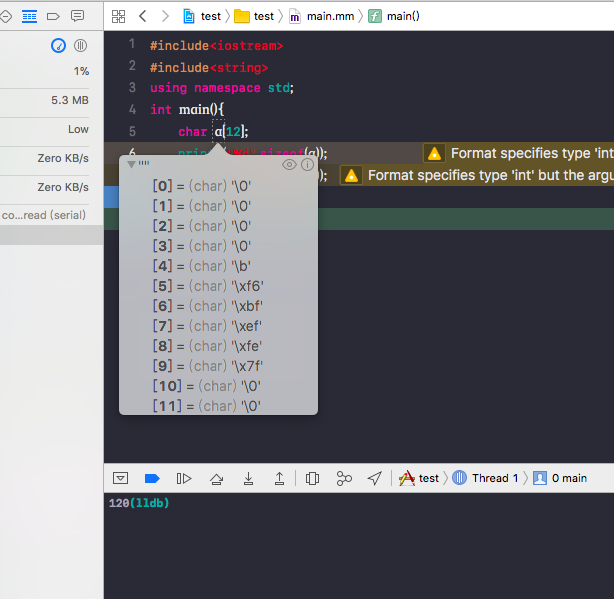 test test main.mm main()
1%
5.3 MB
Low
Zero KB/s
Zero KB/s
co...read (serial)
1 #include<iostream>
2 #include<string>
3 using namespace std;
4 int main(){
5 char a[12];
6 sizeof(a)); Format specifies type 'int
); Format specifies type 'int' but the argu
""
[0] = (char) '\0'
[1] = (char) '\0'
[2] = (char) '\0'
[3] = (char) '\0'
[4] = (char) '\b'
[5] = (char) '\xf6'
[6] = (char) '\xbf'
[7] = (char) '\xef'
[8] = (char) '\xfe'
[9] = (char) '\x7f'
[10] = (char) '\0'
[11] = (char) '\0'
test Thread 1 0 main
120(lldb)